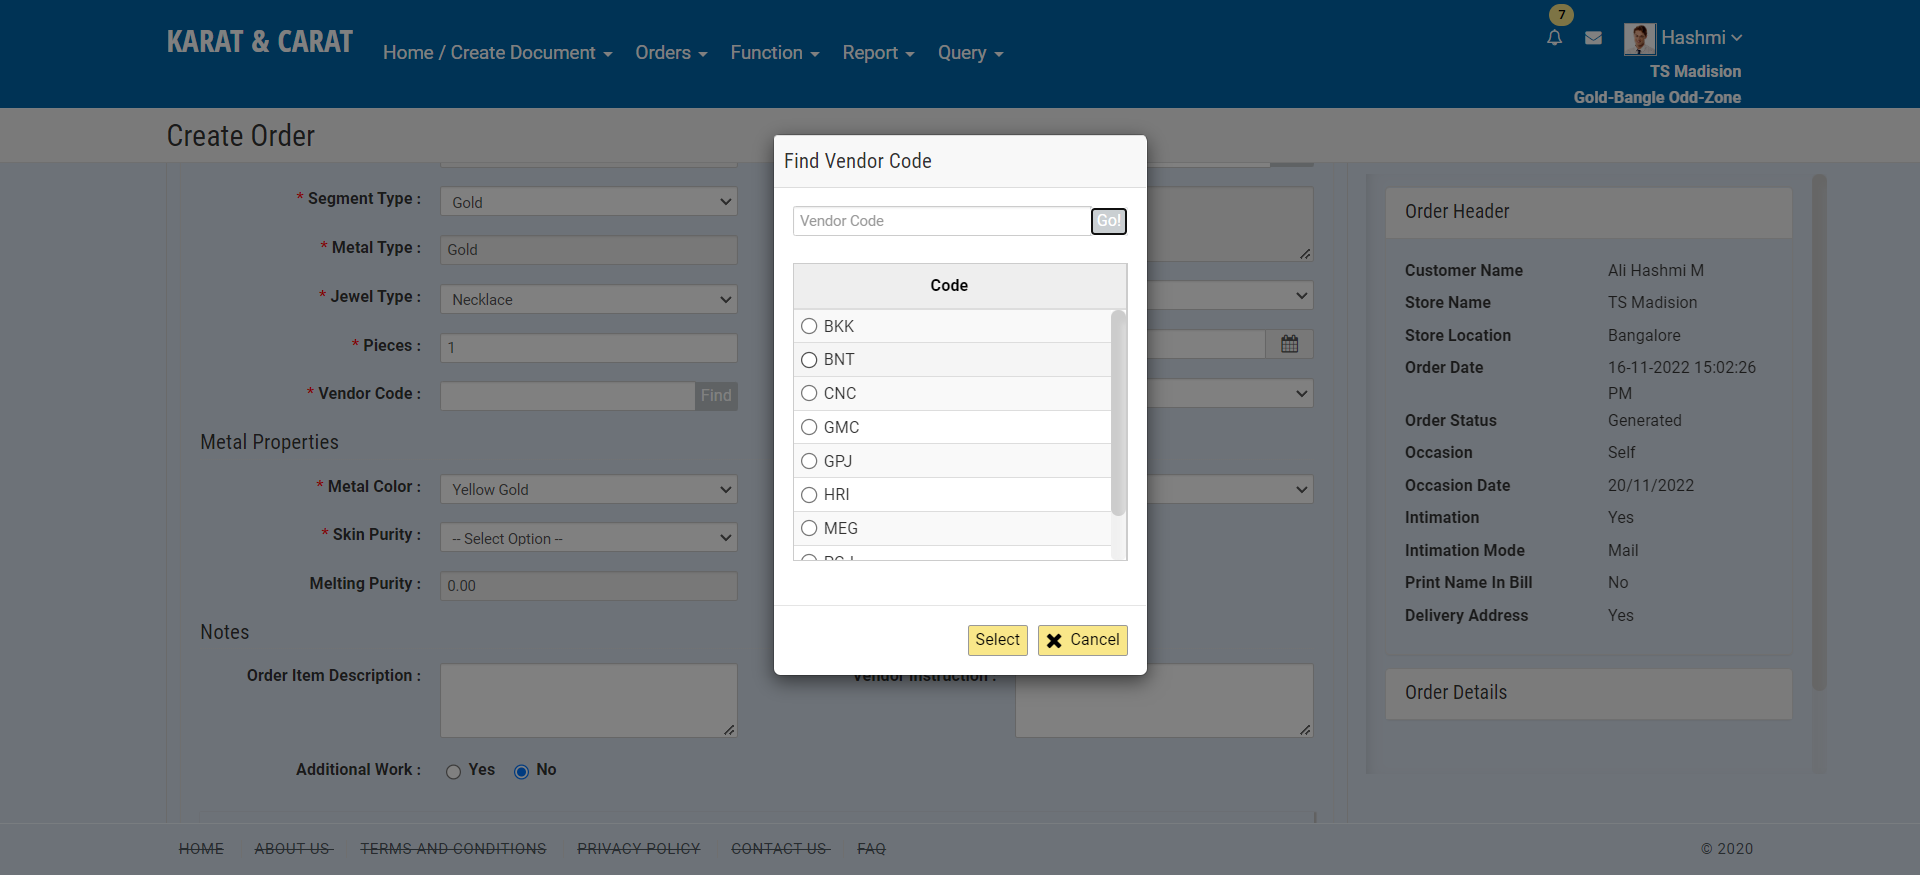 KARAT & CARAT
Home / Create Document
Orders
Function
Report
Query
7
Hashmi
TS Madision
Gold-Bangle Odd-Zone
Create Order
* Segment Type :
Gold
* Metal Type :
Gold
* Jewel Type :
Necklace
* Pieces :
1
* Vendor Code :
Find
Metal Properties
* Metal Color :
Yellow Gold
* Skin Purity :
-- Select Option --
Melting Purity :
0.00
Notes
Order Item Description :
Vendor Instruction :
Additional Work :
Yes
No
Find Vendor Code
Vendor Code
Go!
Code
BKK
BNT
CNC
GMC
GPJ
HRI
MEG
Select
Cancel
Order Header
Customer Name Ali Hashmi M
Store Name TS Madision
Store Location Bangalore
Order Date 16-11-2022 15:02:26
PM
Order Status Generated
Occasion Self
Occasion Date 20/11/2022
Intimation Yes
Intimation Mode Mail
Print Name In Bill No
Delivery Address Yes
Order Details
HOME ABOUT US TERMS AND CONDITIONS PRIVACY POLICY CONTACT US FAQ
© 2020